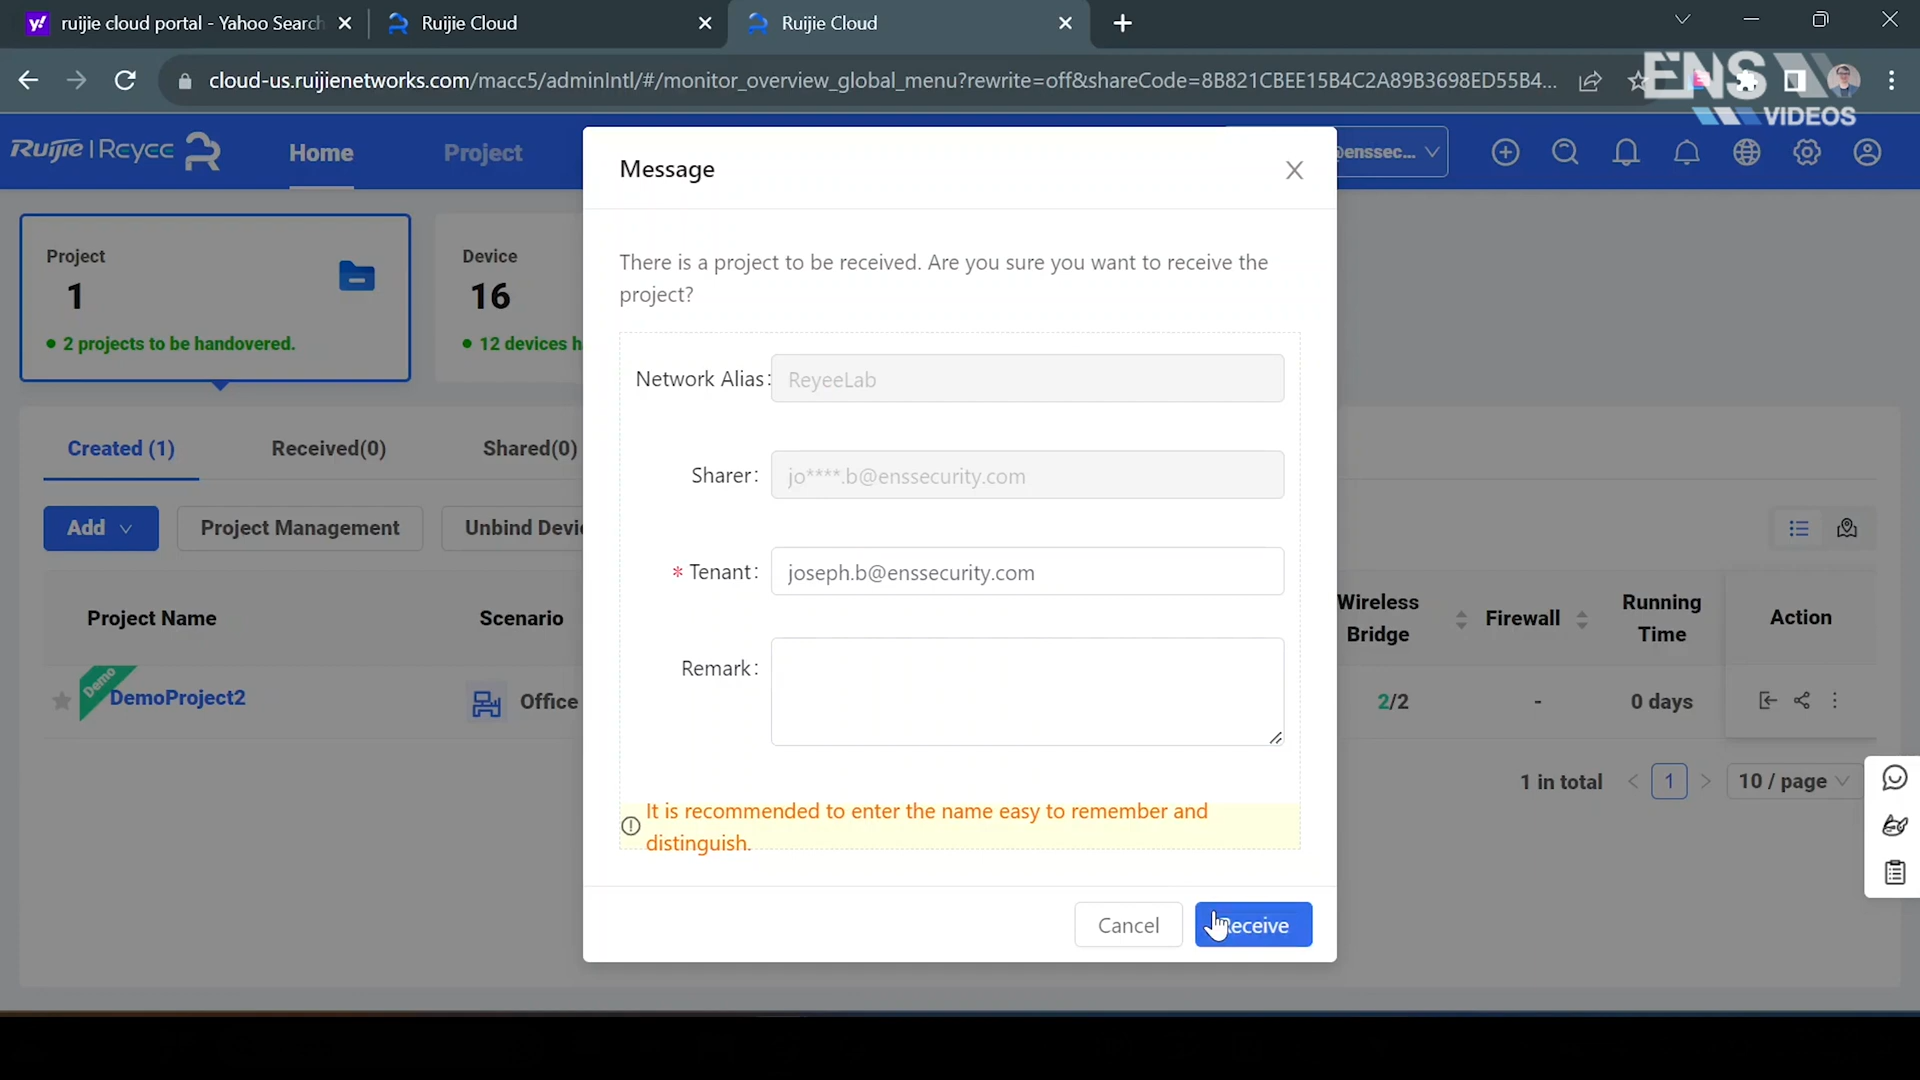 ruijie cloud portal - Yahoo Search
Ruijie Cloud
Ruijie Cloud
cloud-us.ruijienetworks.com/macc5/adminIntl/#/monitor_overview_global_menu?rewrite=off&shareCode=8B821CBEE15B4C2A89B3698ED55B4...
ENS
VIDEOS
Ruijie | Reyee
Home
Project
@enssec...
Message
Project
1
2 projects to be handovered.
Device
16
12 devices h
There is a project to be received. Are you sure you want to receive the
project?
Network Alias: ReyeeLab
Sharer: jo****.b@enssecurity.com
* Tenant: joseph.b@enssecurity.com
Remark:
It is recommended to enter the name easy to remember and
distinguish.
Cancel
Receive
Created (1)
Received(0)
Shared(0)
Add
Project Management
Unbind Devi
Project Name
Scenario
Wireless
Bridge
Firewall
Running
Time
Action
Demo
DemoProject2
Office
2/2
-
0 days
1 in total
1
10 / page